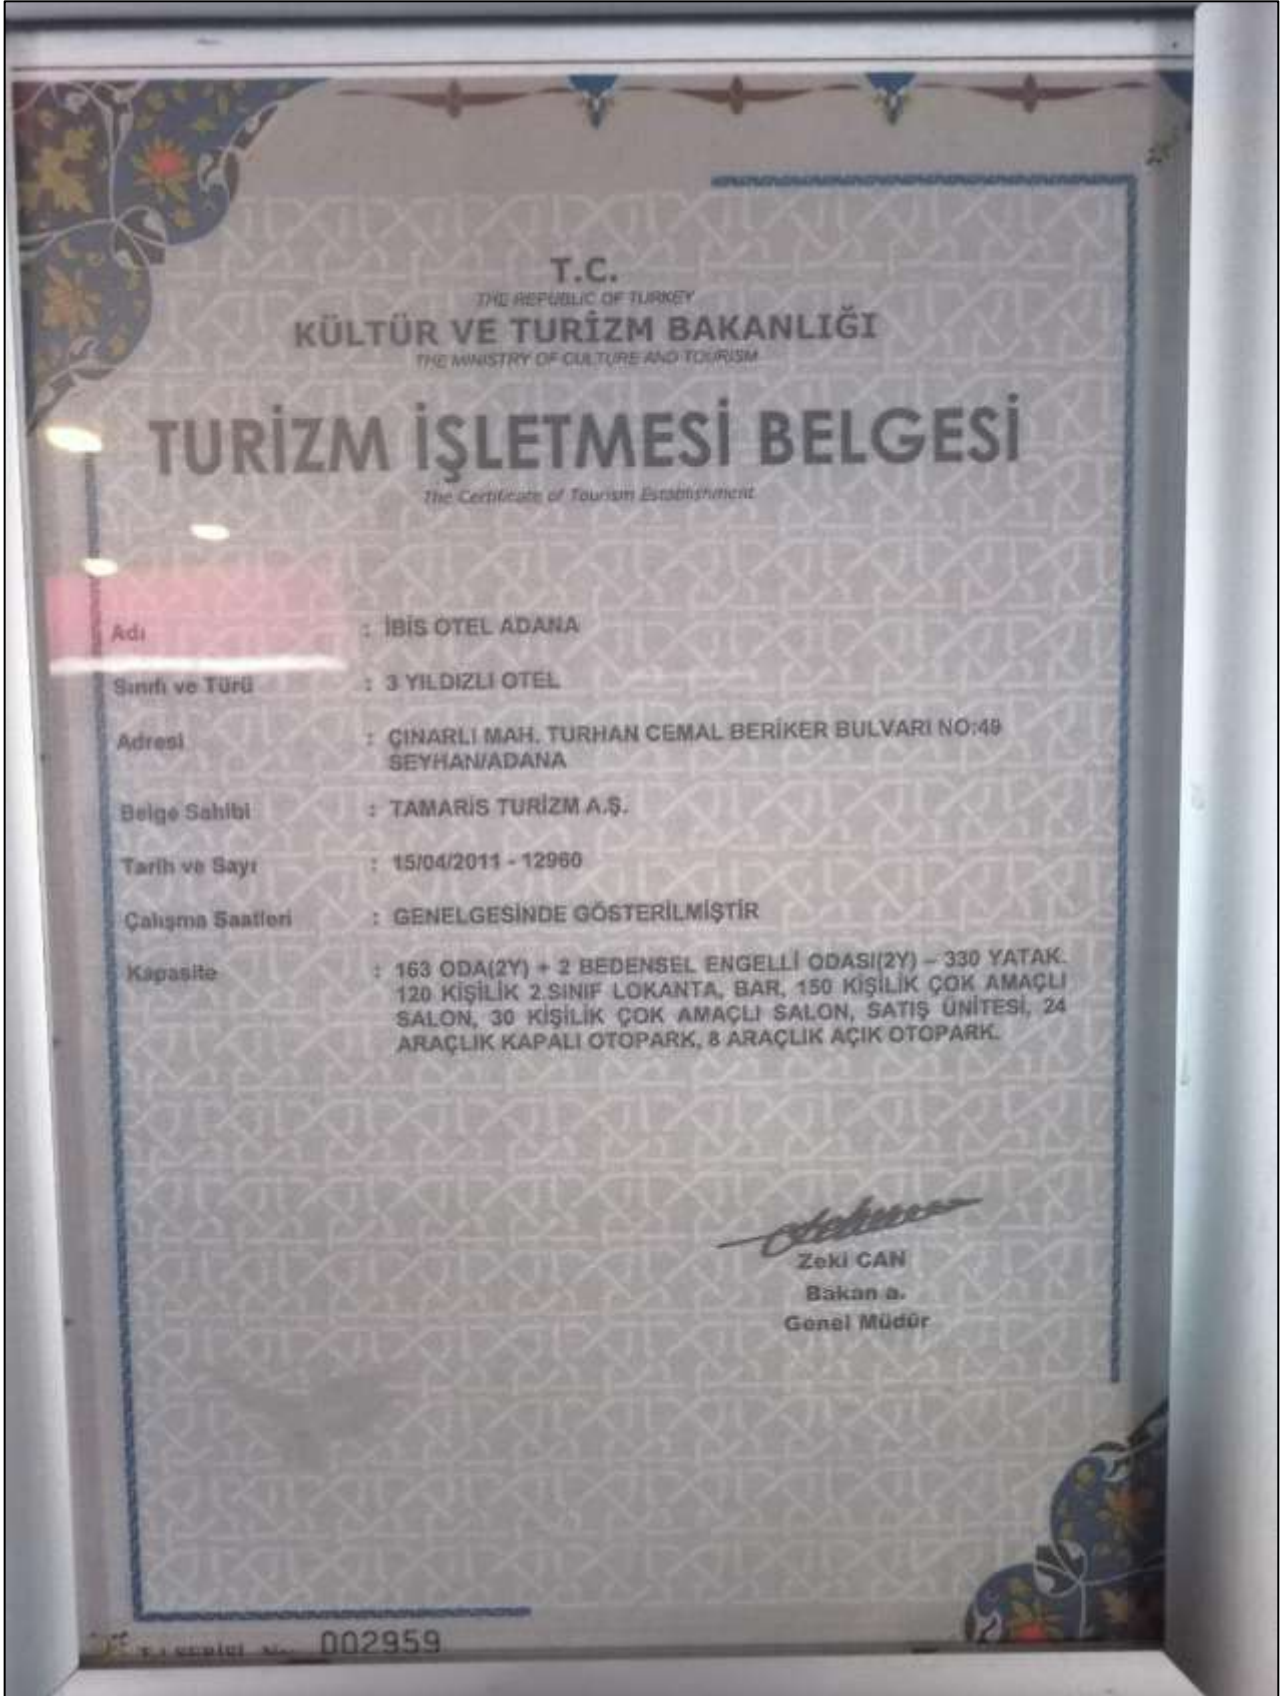 T.C.
THE REPUBLIC OF TURKEY
KÜLTÜR VE TURİZM BAKANLIĞI
THE MINISTRY OF CULTURE AND TOURISM
TURİZM İŞLETMESİ BELGESİ
The Certificate of Tourism Establishment
Adı : İBİS OTEL ADANA
Sınıfı ve Türü : 3 YILDIZLI OTEL
Adresi : ÇINARLI MAH. TURHAN CEMAL BERİKER BULVARI NO:49
SEYHAN/ADANA
Belge Sahibi : TAMARİS TURİZM A.Ş.
Tarih ve Sayı : 15/04/2011 - 12960
Çalışma Saatleri : GENELGESİNDE GÖSTERİLMİŞTİR
Kapasite : 163 ODA(2Y) + 2 BEDENSEL ENGELLİ ODASI(2Y) – 330 YATAK.
120 KİŞİLİK 2.SINIF LOKANTA, BAR, 150 KİŞİLİK ÇOK AMAÇLI
SALON, 30 KİŞİLİK ÇOK AMAÇLI SALON, SATIŞ ÜNİTESİ, 24
ARAÇLIK KAPALI OTOPARK, 8 ARAÇLIK AÇIK OTOPARK.
Zeki CAN
Bakan a.
Genel Müdür
002959